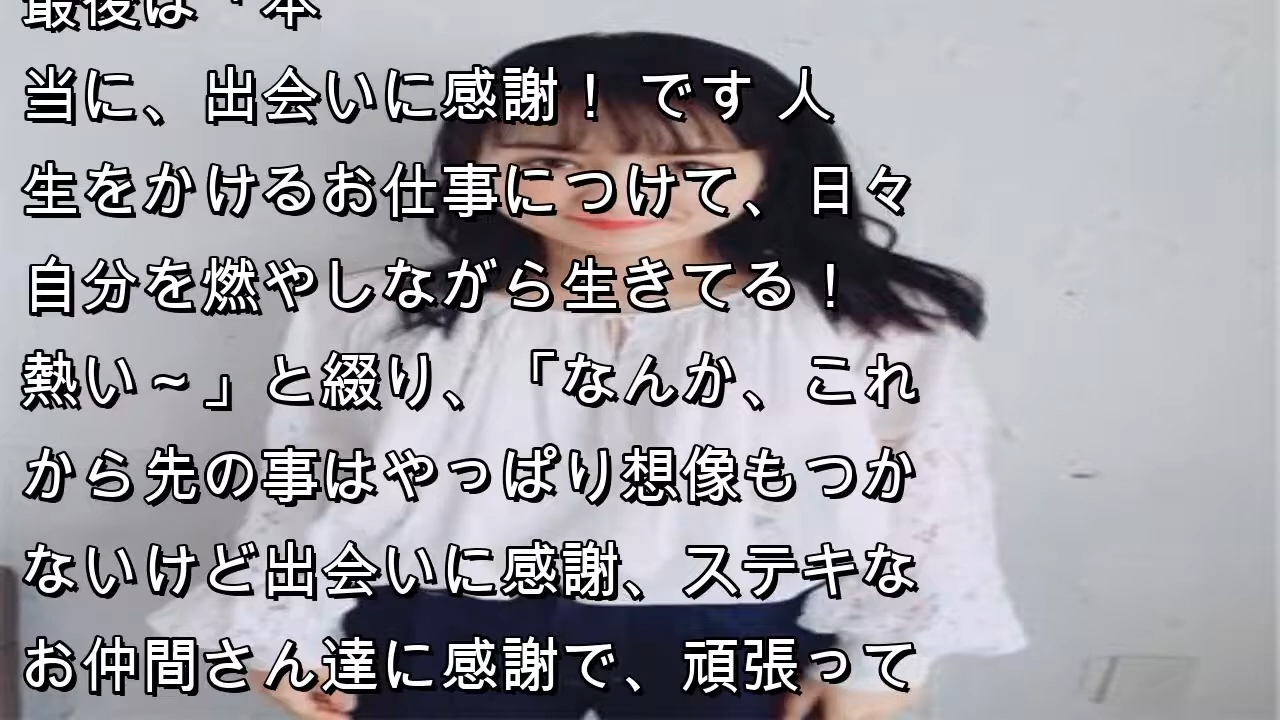 最後は「本
当に、出会いに感謝！ です 人
生をかけるお仕事につけて、日々
自分を燃やしながら生きてる！
熱い～」と綴り、「なんか、これ
から先の事はやっぱり想像もつか
ないけど出会いに感謝、ステキな
お仲間さん達に感謝で、頑張って